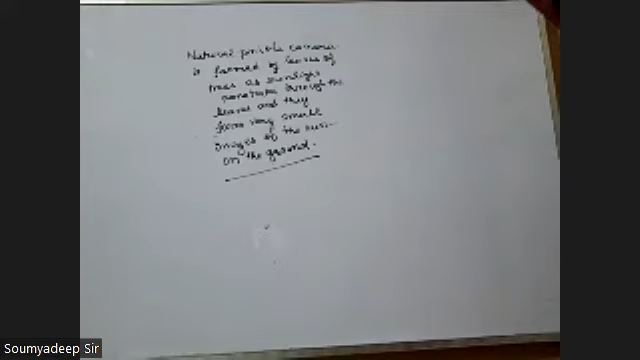 Natural pinhole camera
is formed by leaves of
trees as sunlight
penetrates through the
leaves and they
form very small
images of the sun
on the ground.
Soumyadeep Sir